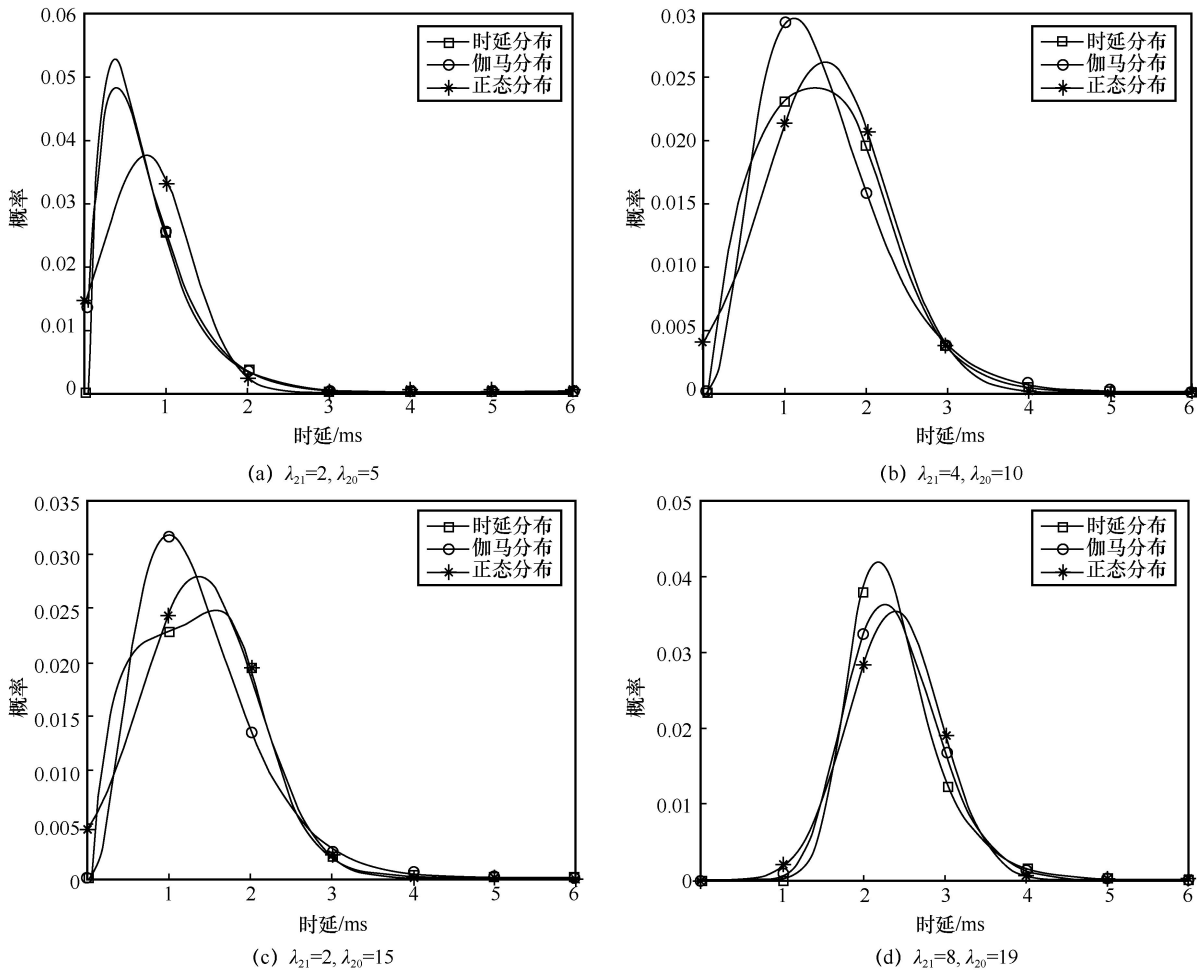 0.06
0.05
0.04
0.03
0.02
0.01
0
1 2 3 4 5 6
概率
时延/ms
时延分布
伽马分布
正态分布
(a) λ21=2, λ20=5
0.03
0.025
0.020
0.015
0.010
0.005
0
1 2 3 4 5 6
概率
时延/ms
时延分布
伽马分布
正态分布
(b) λ21=4, λ20=10
0.035
0.030
0.025
0.020
0.015
0.010
0.005
0
1 2 3 4 5 6
概率
时延/ms
时延分布
伽马分布
正态分布
(c) λ21=2, λ20=15
0.05
0.04
0.03
0.02
0.01
0
1 2 3 4 5 6
概率
时延/ms
时延分布
伽马分布
正态分布
(d) λ21=8, λ20=19